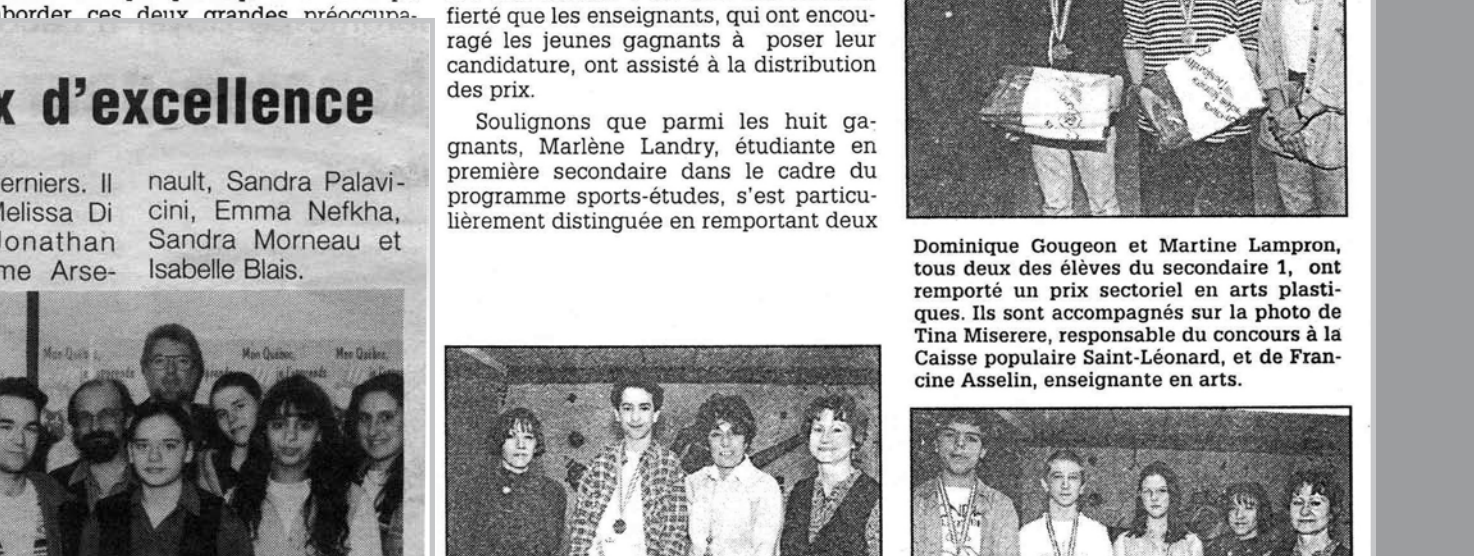 border ces deux grandes préoccupa-
x d'excellence
erniers. Il
Melissa Di
Jonathan
me Arse-
nault, Sandra Palavi-
cini, Emma Nefkha,
Sandra Morneau et
Isabelle Blais.
Mon Québec,
Mon Québec,
Mon Québec,
fierté que les enseignants, qui ont encou-
ragé les jeunes gagnants à poser leur
candidature, ont assisté à la distribution
des prix.
Soulignons que parmi les huit ga-
gnants, Marlène Landry, étudiante en
première secondaire dans le cadre du
programme sports-études, s'est particu-
lièrement distinguée en remportant deux
Dominique Gougeon et Martine Lampron,
tous deux des élèves du secondaire 1, ont
remporté un prix sectoriel en arts plasti-
ques. Ils sont accompagnés sur la photo de
Tina Miserere, responsable du concours à la
Caisse populaire Saint-Léonard, et de Fran-
cine Asselin, enseignante en arts.